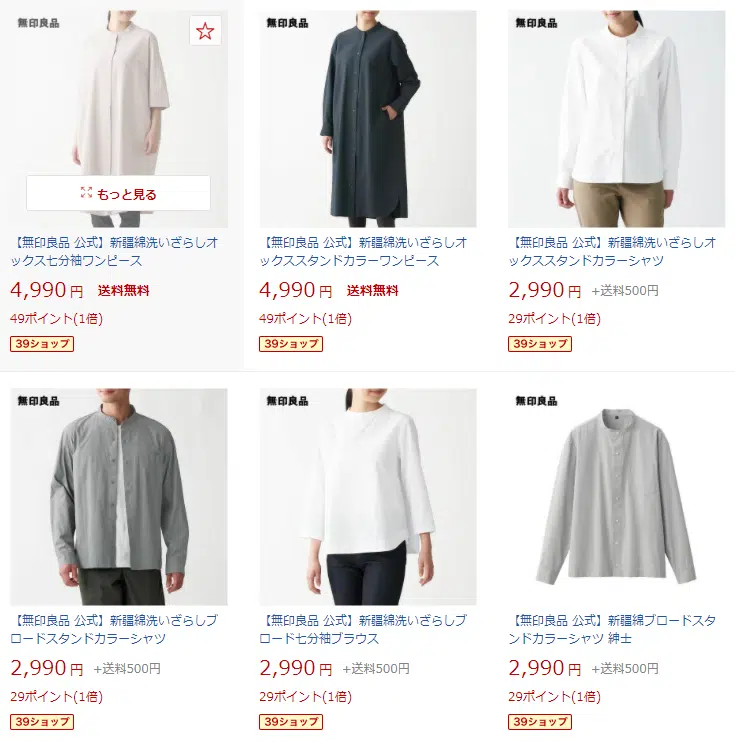 無印良品
もっと見る
【無印良品 公式】新疆綿洗いざらしオ
ックス七分袖ワンピース
4,990円 送料無料
49ポイント(1倍)
39ショップ
無印良品
【無印良品 公式】新疆綿洗いざらしオ
ックススタンドカラーワンピース
4,990円 送料無料
49ポイント(1倍)
39ショップ
無印良品
【無印良品 公式】新疆綿洗いざらしオ
ックススタンドカラーシャツ
2,990円 +送料500円
29ポイント(1倍)
39ショップ
無印良品
【無印良品 公式】新疆綿洗いざらしブ
ロードスタンドカラーシャツ
2,990円 +送料500円
29ポイント(1倍)
39ショップ
無印良品
【無印良品 公式】新疆綿洗いざらしブ
ロード七分袖ブラウス
2,990円 +送料500円
29ポイント(1倍)
39ショップ
無印良品
【無印良品 公式】新疆綿ブロードスタ
ンドカラーシャツ 紳士
2,990円 +送料500円
29ポイント(1倍)
39ショップ